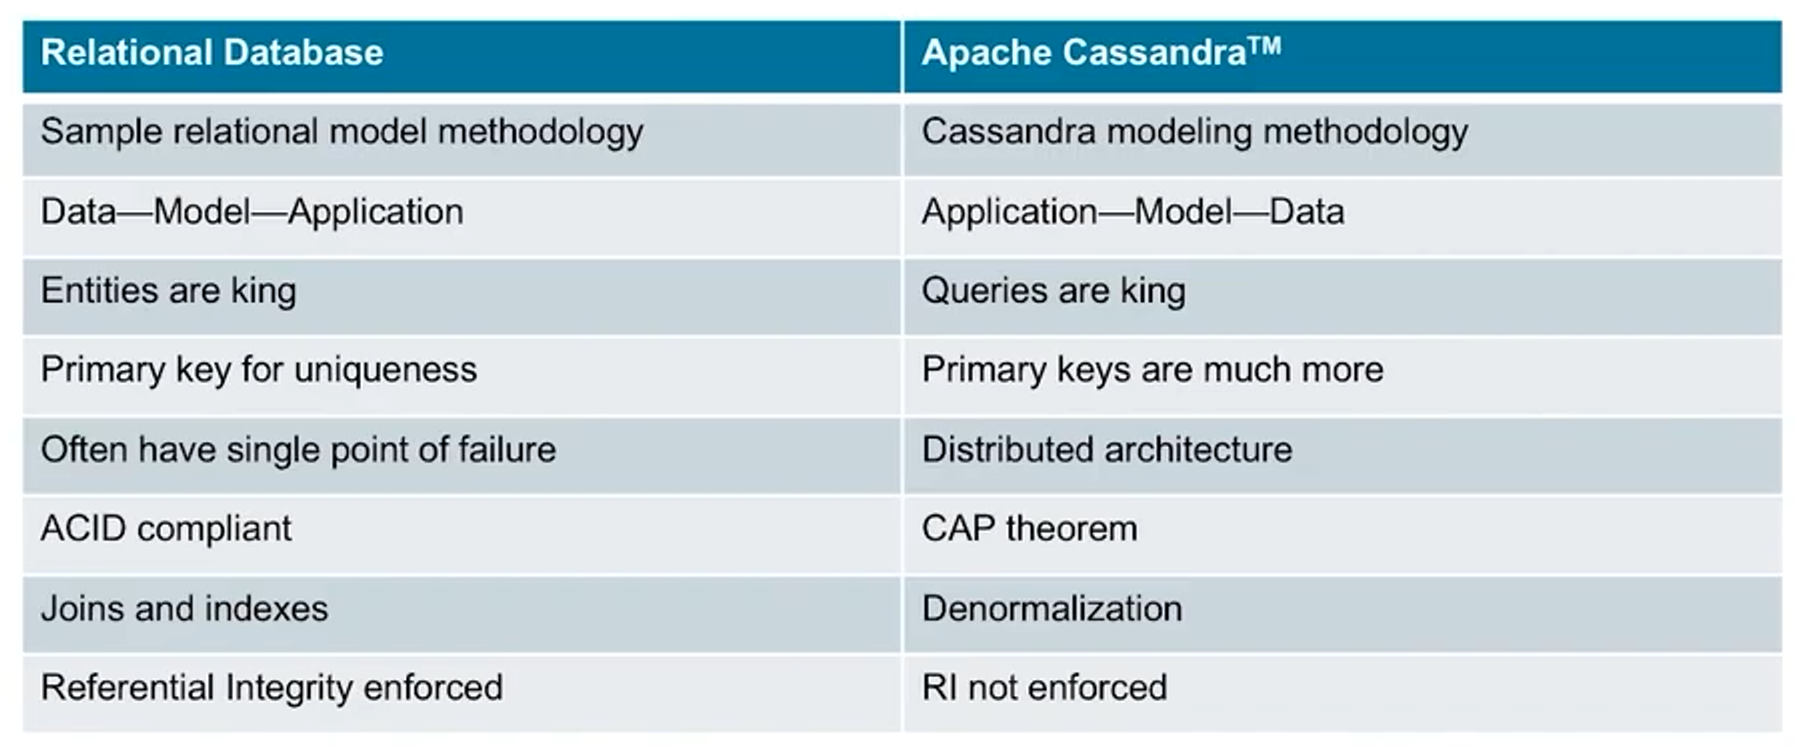 Relational Database
Apache Cassandra™
Sample relational model methodology
Cassandra modeling methodology
Data—Model—Application
Application—Model—Data
Entities are king
Queries are king
Primary key for uniqueness
Primary keys are much more
Often have single point of failure
Distributed architecture
ACID compliant
CAP theorem
Joins and indexes
Denormalization
Referential Integrity enforced
RI not enforced